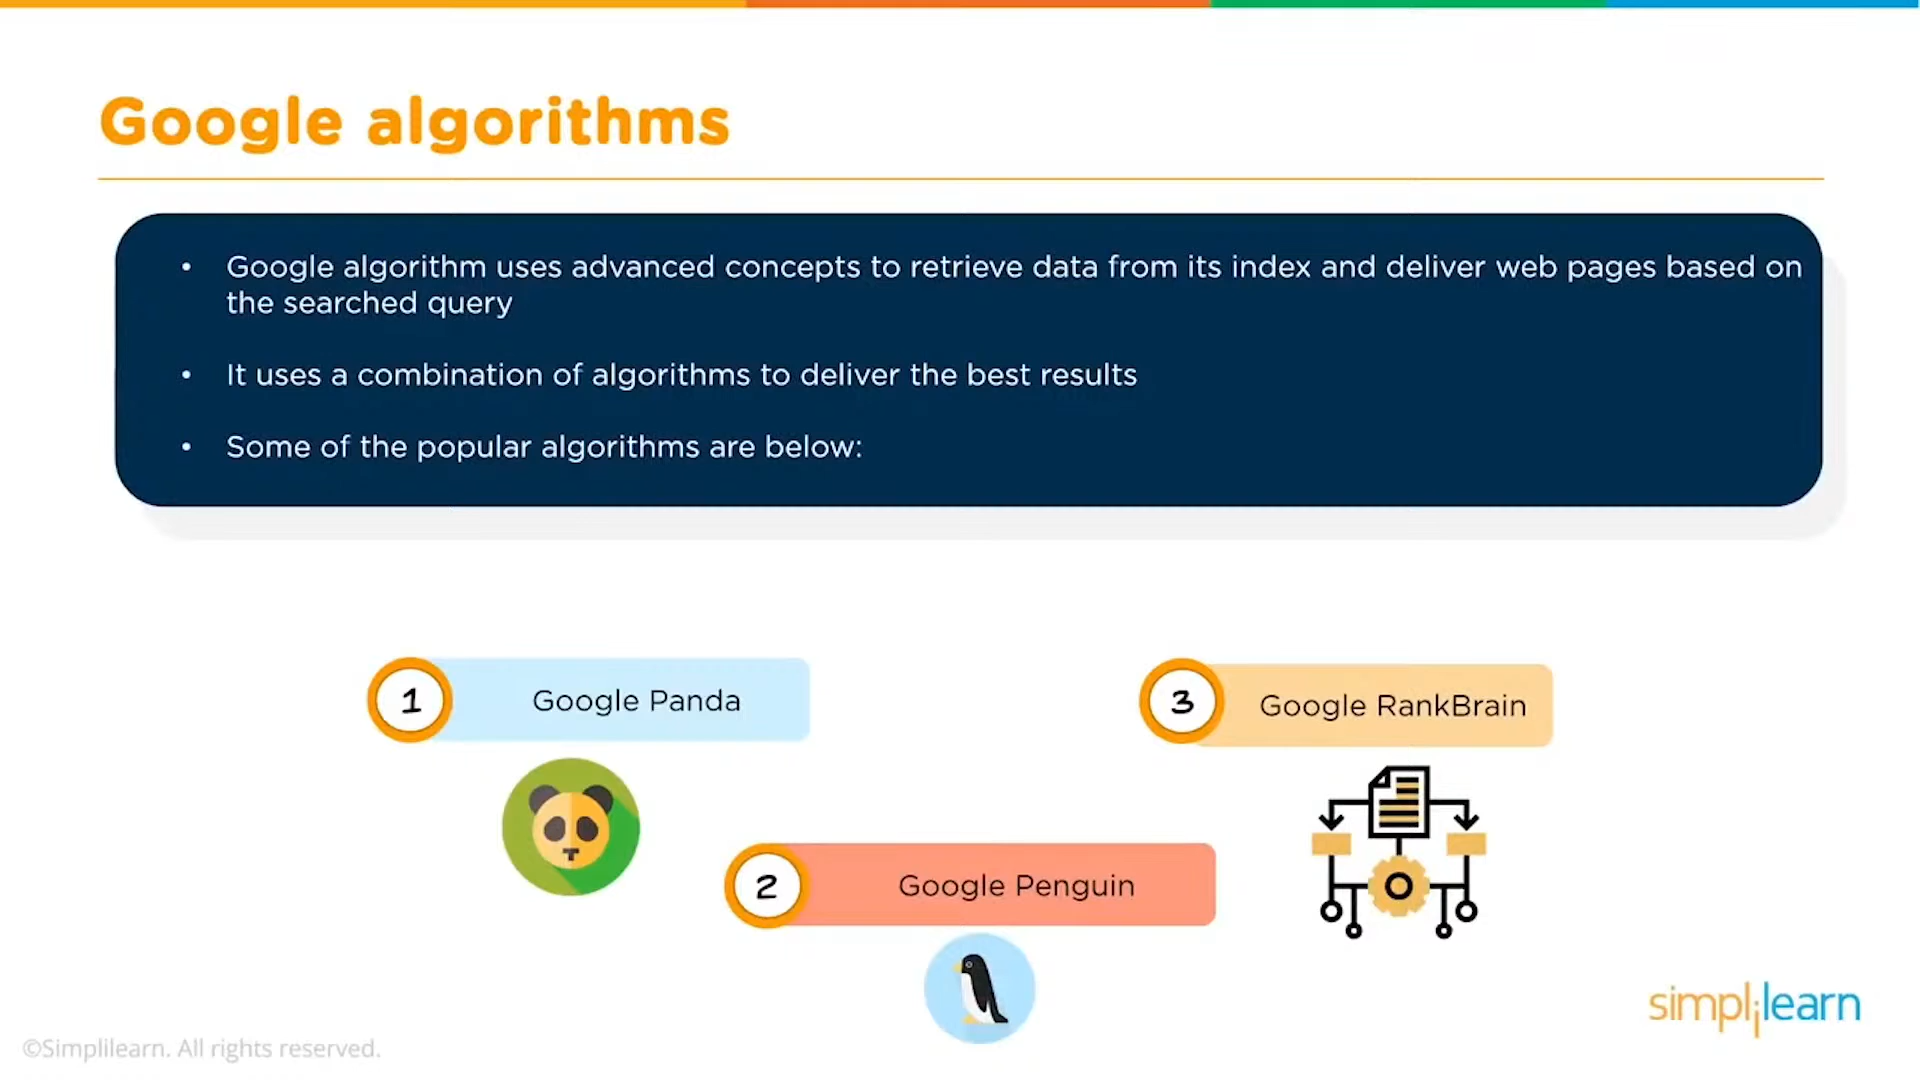 Google algorithms
• Google algorithm uses advanced concepts to retrieve data from its index and deliver web pages based on
the searched query
• It uses a combination of algorithms to deliver the best results
• Some of the popular algorithms are below:
1 Google Panda
2 Google Penguin
3 Google RankBrain
simplilearn
©Simplilearn. All rights reserved.